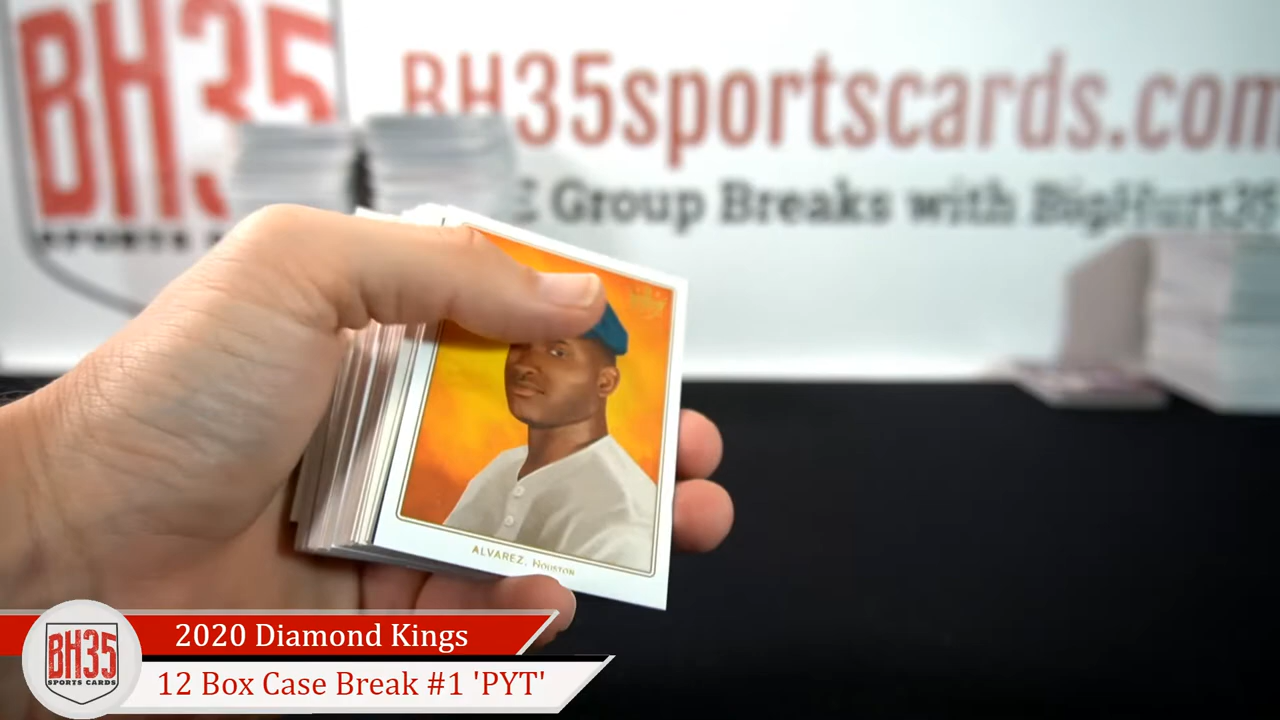 BH35
SPORTS
BH35sportscards.com
Group Breaks with BigHurt35
ALVAREZ, HOUSTON
2020 Diamond Kings
12 Box Case Break #1 'PYT'
BH35
SPORTS CARDS